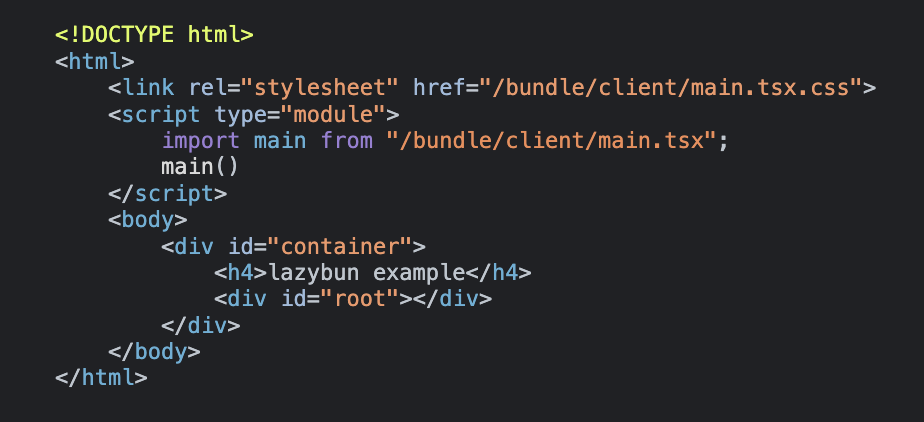 <!DOCTYPE html>
<html>
    <link rel="stylesheet" href="/bundle/client/main.tsx.css">
    <script type="module">
        import main from "/bundle/client/main.tsx";
        main()
    </script>
    <body>
        <div id="container">
            <h4>lazybun example</h4>
            <div id="root"></div>
        </div>
    </body>
</html>